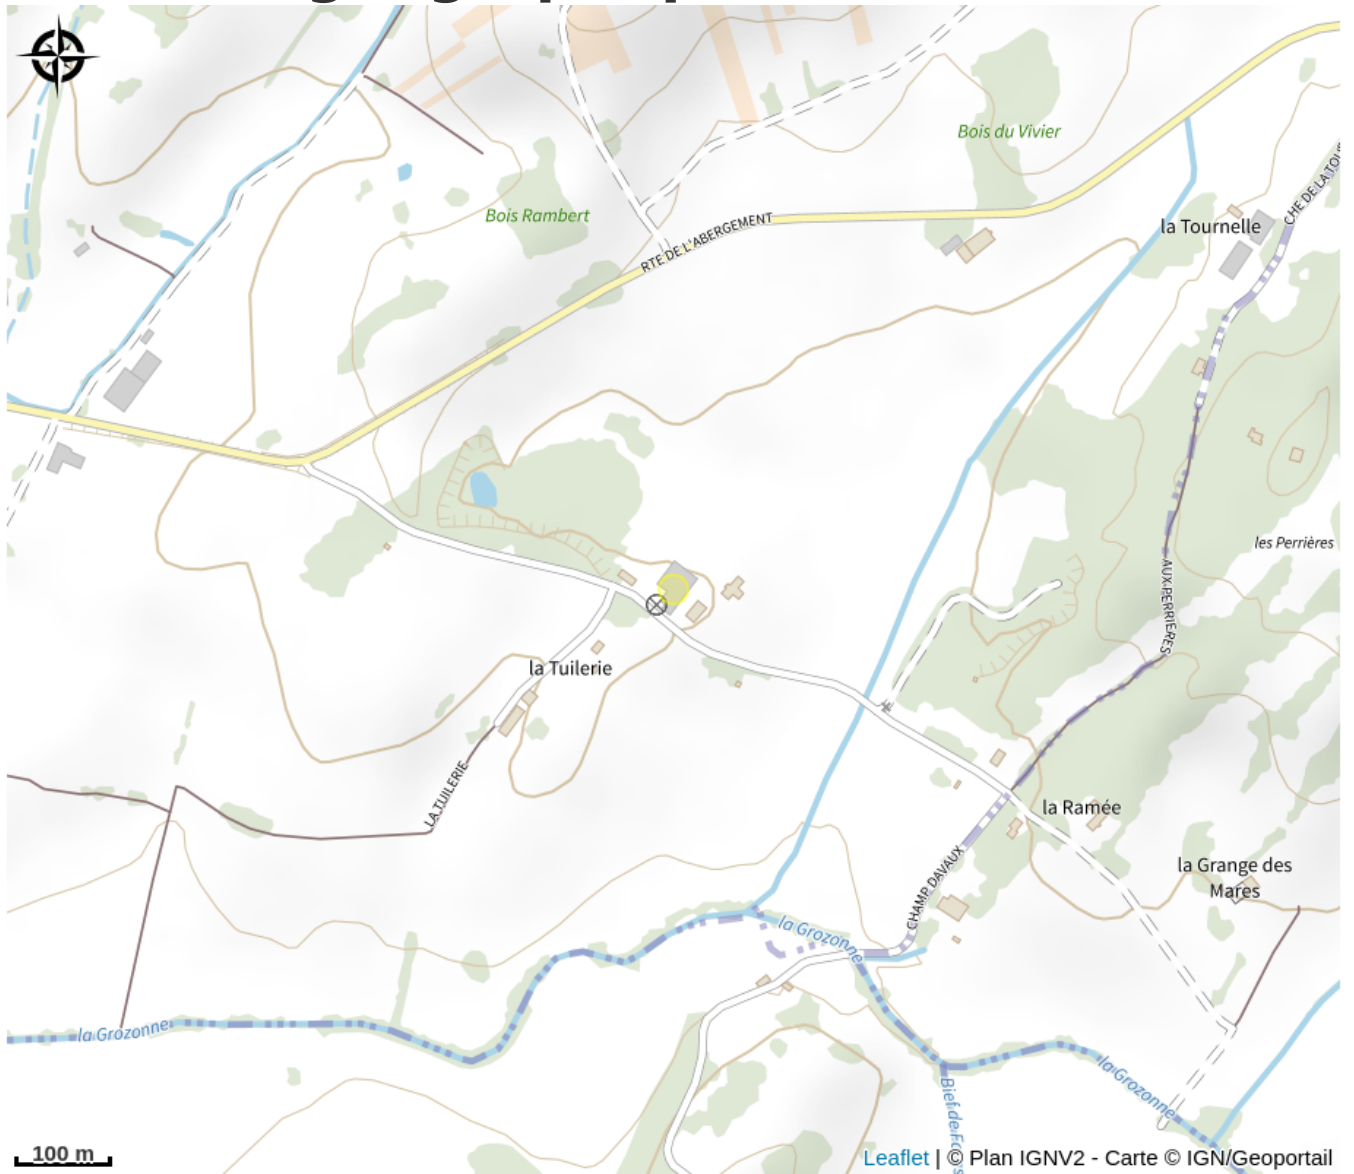 Bois du Vivier
Bois Rambert
RTE DE L'ABERGEMENT
la Tournelle
les Perrières
AUX PERRIERES
la Tuilerie
LA TUILERIE
la Ramée
CHAMP DAVAUX
la Grange des
Mares
la Grozonne
la Grozonne
la Grozonne
100 m
Leaflet | © Plan IGNV2 - Carte © IGN/Geoportail